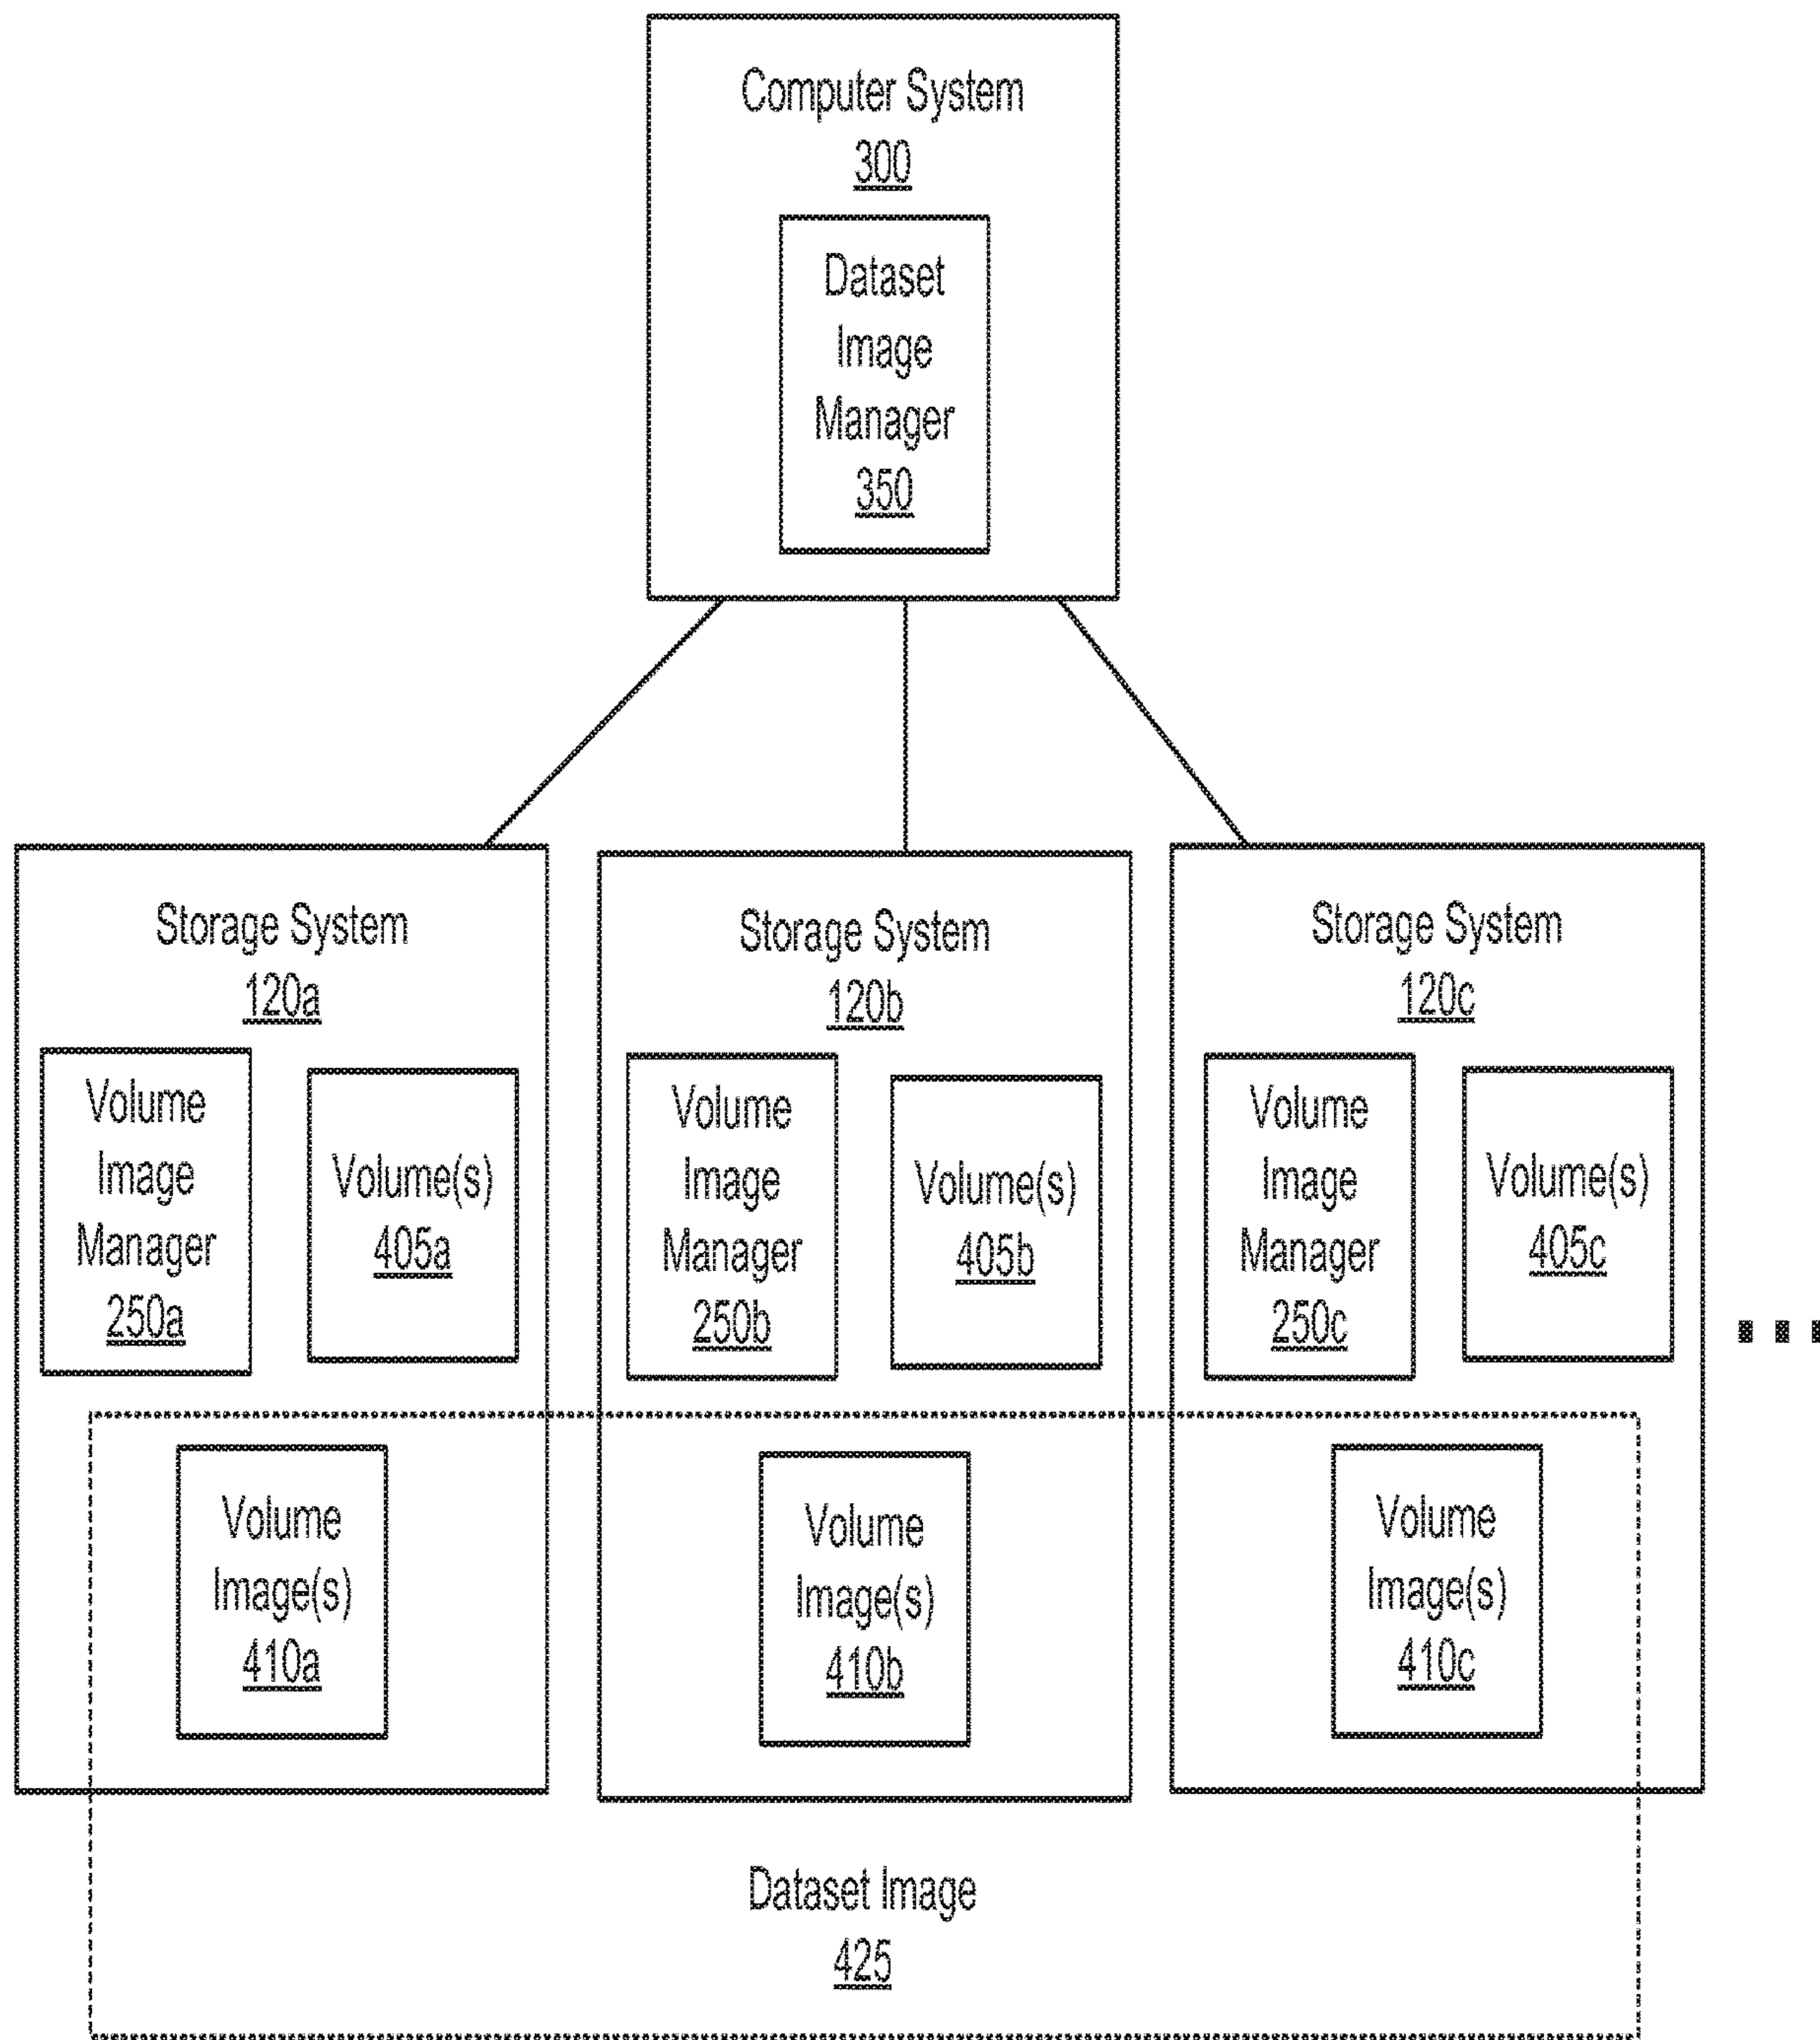 Computer System
300
Dataset
Image
Manager
350
Storage System
120a
Volume
Image
Manager
250a
Volume(s)
405a
Volume
Image(s)
410a
Storage System
120b
Volume
Image
Manager
250b
Volume(s)
405b
Volume
Image(s)
410b
Storage System
120c
Volume
Image
Manager
250c
Volume(s)
405c
Volume
Image(s)
410c
...
Dataset Image
425